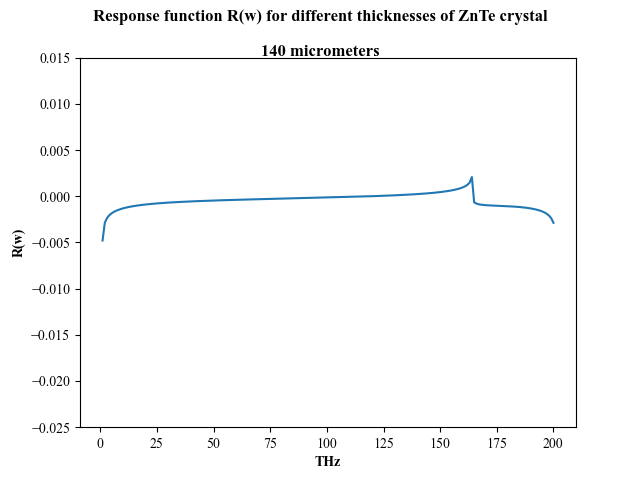 Response function R(w) for different thicknesses of ZnTe crystal
140 micrometers
0.015
0.010
0.005
0.000
−0.005
−0.010
−0.015
−0.020
−0.025
R(w)
0 25 50 75 100 125 150 175 200
THz